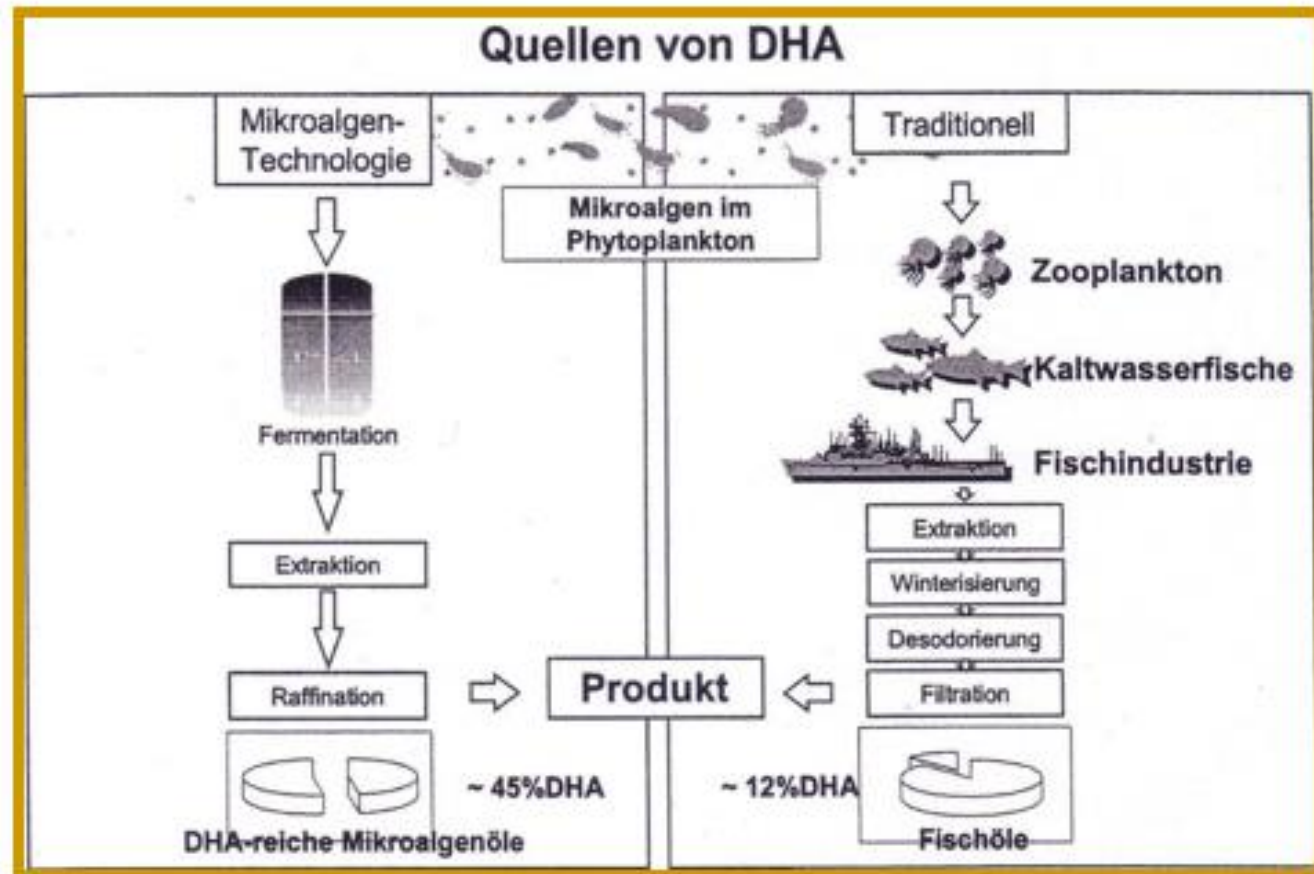 Quellen von DHA
Mikroalgen-
Technologie
Traditionell
Mikroalgen im
Phytoplankton
Zooplankton
Kaltwasserfische
Fermentation
Fischindustrie
Extraktion
Extraktion
Winterisierung
Desodorierung
Raffination
Produkt
Filtration
~ 45%DHA
~ 12%DHA
DHA-reiche Mikroalgenöle
Fischöle